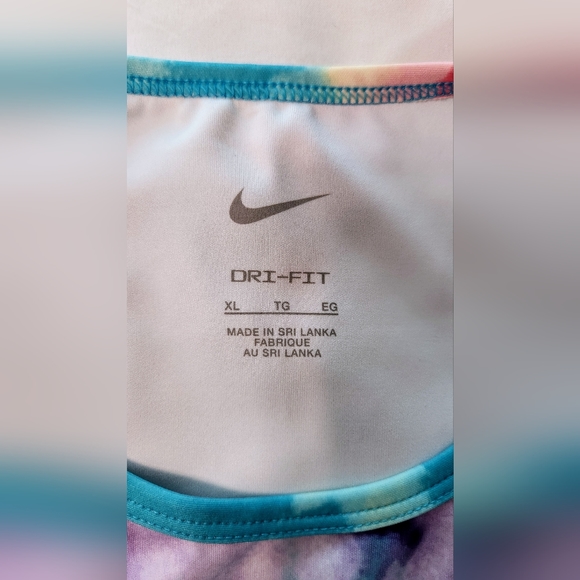 DRI-FIT
XL TG EG
MADE IN SRI LANKA
FABRIQUE
AU SRI LANKA